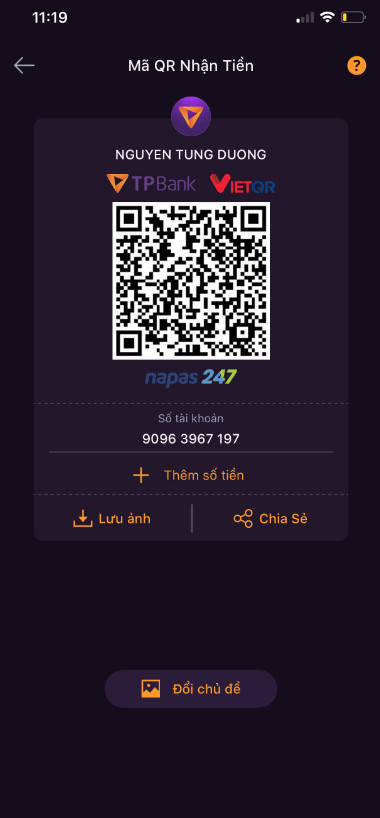 11:19
Mã QR Nhận Tiền
?
NGUYEN TUNG DUONG
TPBank VIETQR
napas 247
Số tài khoản
9096 3967 197
Thêm số tiền
Lưu ảnh
Chia Sẻ
Đổi chủ đề